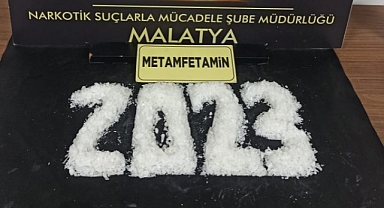 NARKOTİK SUÇLARLA MÜCADELE ŞUBE MÜDÜRLÜĞÜ
MALATYA
METAMFETAMİN
2023